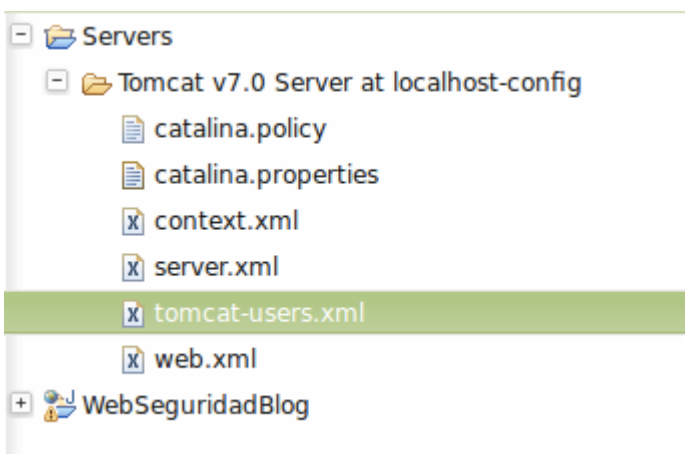 Servers
Tomcat v7.0 Server at localhost-config
catalina.policy
catalina.properties
context.xml
server.xml
tomcat-users.xml
web.xml
WebSeguridadBlog